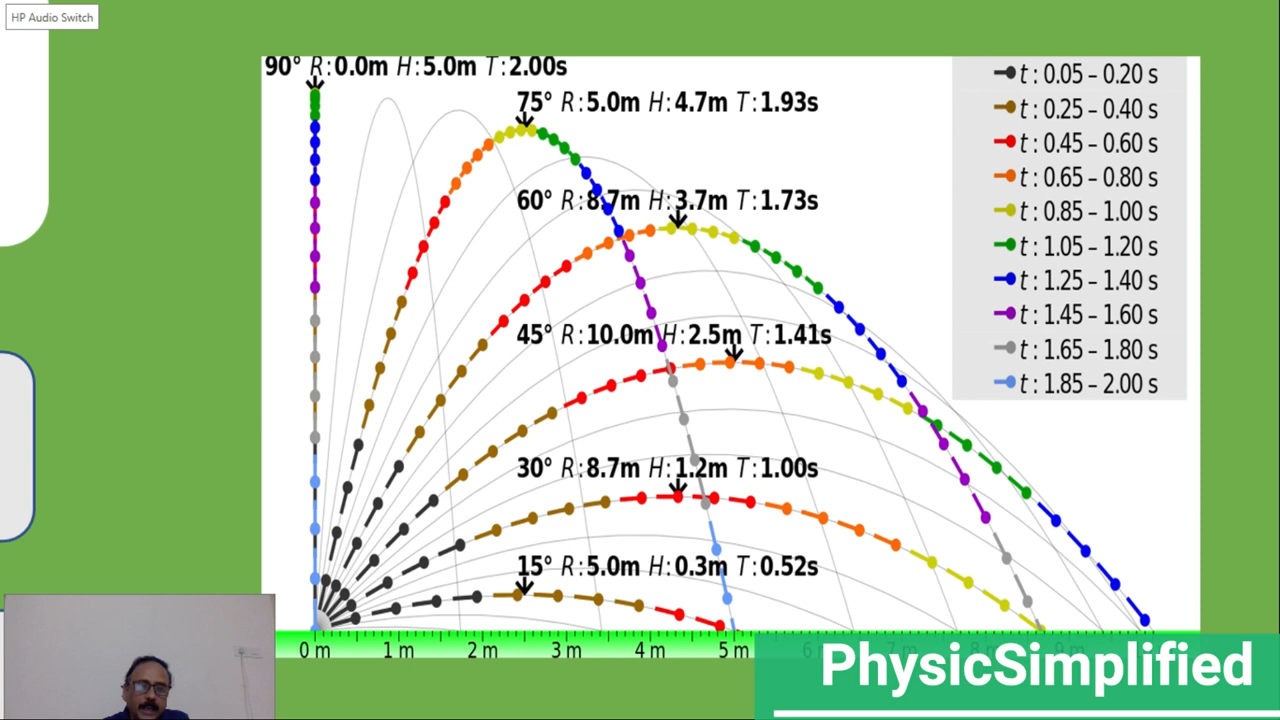 HP Audio Switch
90° R:0.0m H:5.0m T:2.00s
75° R:5.0m H:4.7m T:1.93s
60° R:8.7m H:3.7m T:1.73s
45° R:10.0m H:2.5m T:1.41s
30° R:8.7m H:1.2m T:1.00s
15° R:5.0m H:0.3m T:0.52s
t: 0.05 – 0.20 s
t: 0.25 – 0.40 s
t: 0.45 – 0.60 s
t: 0.65 – 0.80 s
t: 0.85 – 1.00 s
t: 1.05 – 1.20 s
t: 1.25 – 1.40 s
t: 1.45 – 1.60 s
t: 1.65 – 1.80 s
t: 1.85 – 2.00 s
0 m 1 m 2 m 3 m 4 m 5 m 6 m 7 m 8 m 9 m
PhysicSimplified